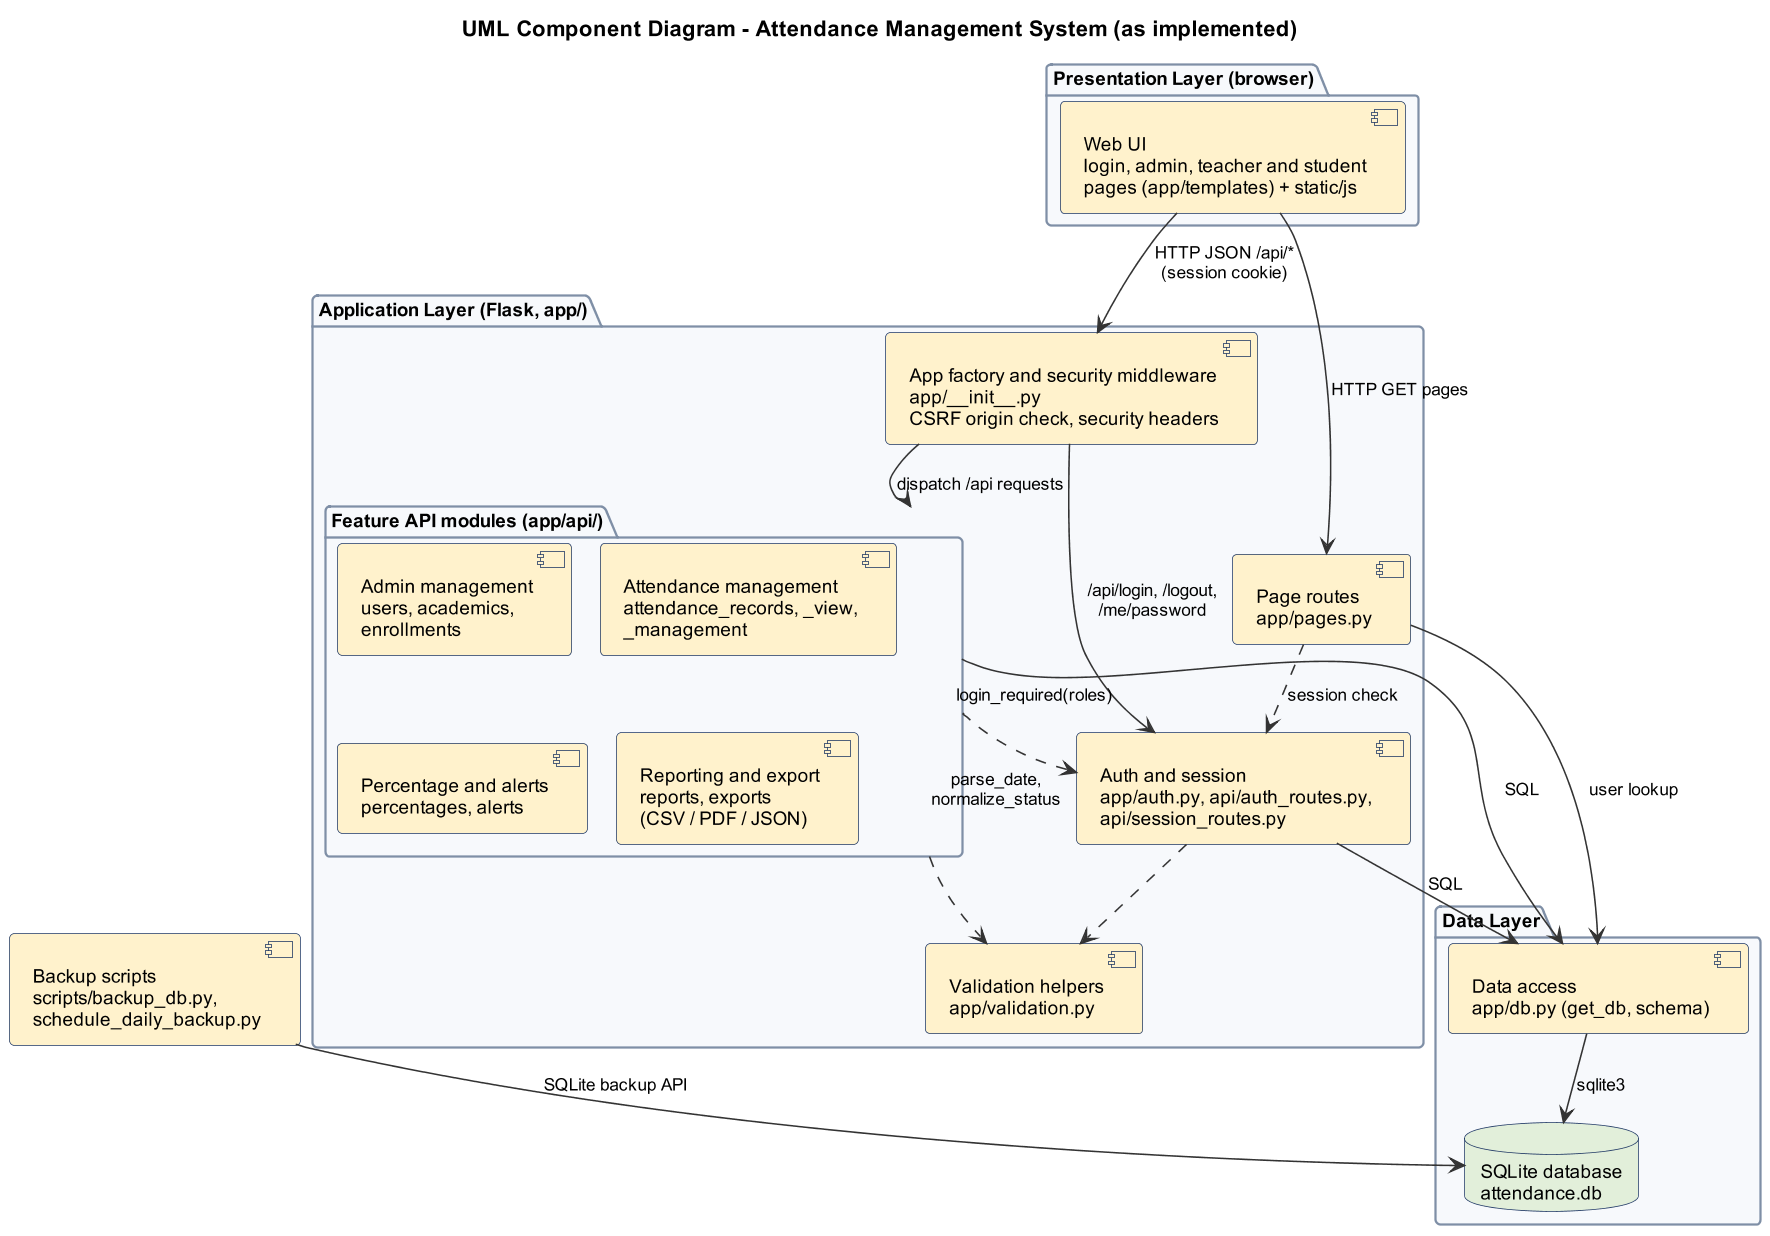 UML Component Diagram - Attendance Management System (as implemented)
Presentation Layer (browser)
Web UI
login, admin, teacher and student
pages (app/templates) + static/js
HTTP JSON /api/*
(session cookie)
HTTP GET pages
Application Layer (Flask, app/)
App factory and security middleware
app/__init__.py
CSRF origin check, security headers
dispatch /api requests
Feature API modules (app/api/)
Admin management
users, academics,
enrollments
Attendance management
attendance_records, _view,
_management
/api/login, /logout,
/me/password
Page routes
app/pages.py
login_required(roles)
session check
Percentage and alerts
percentages, alerts
Reporting and export
reports, exports
(CSV / PDF / JSON)
parse_date,
normalize_status
Auth and session
app/auth.py, api/auth_routes.py,
api/session_routes.py
SQL
user lookup
SQL
Data Layer
Backup scripts
scripts/backup_db.py,
schedule_daily_backup.py
Validation helpers
app/validation.py
Data access
app/db.py (get_db, schema)
SQLite backup API
sqlite3
SQLite database
attendance.db